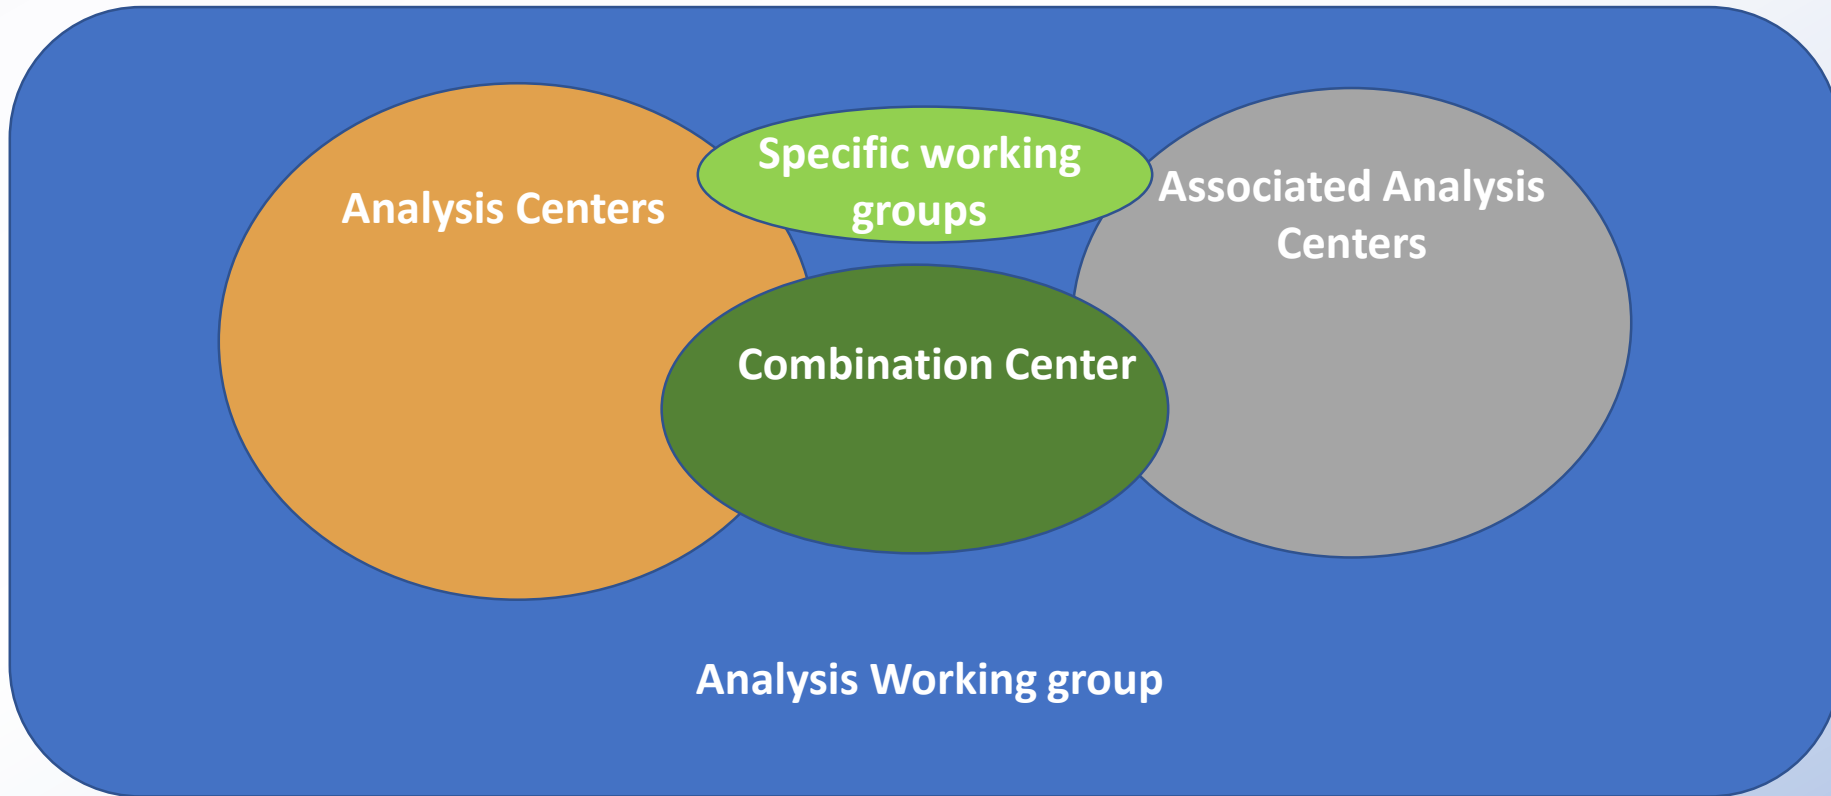 Analysis Centers
Specific working
groups
Associated Analysis
Centers
Combination Center
Analysis Working group